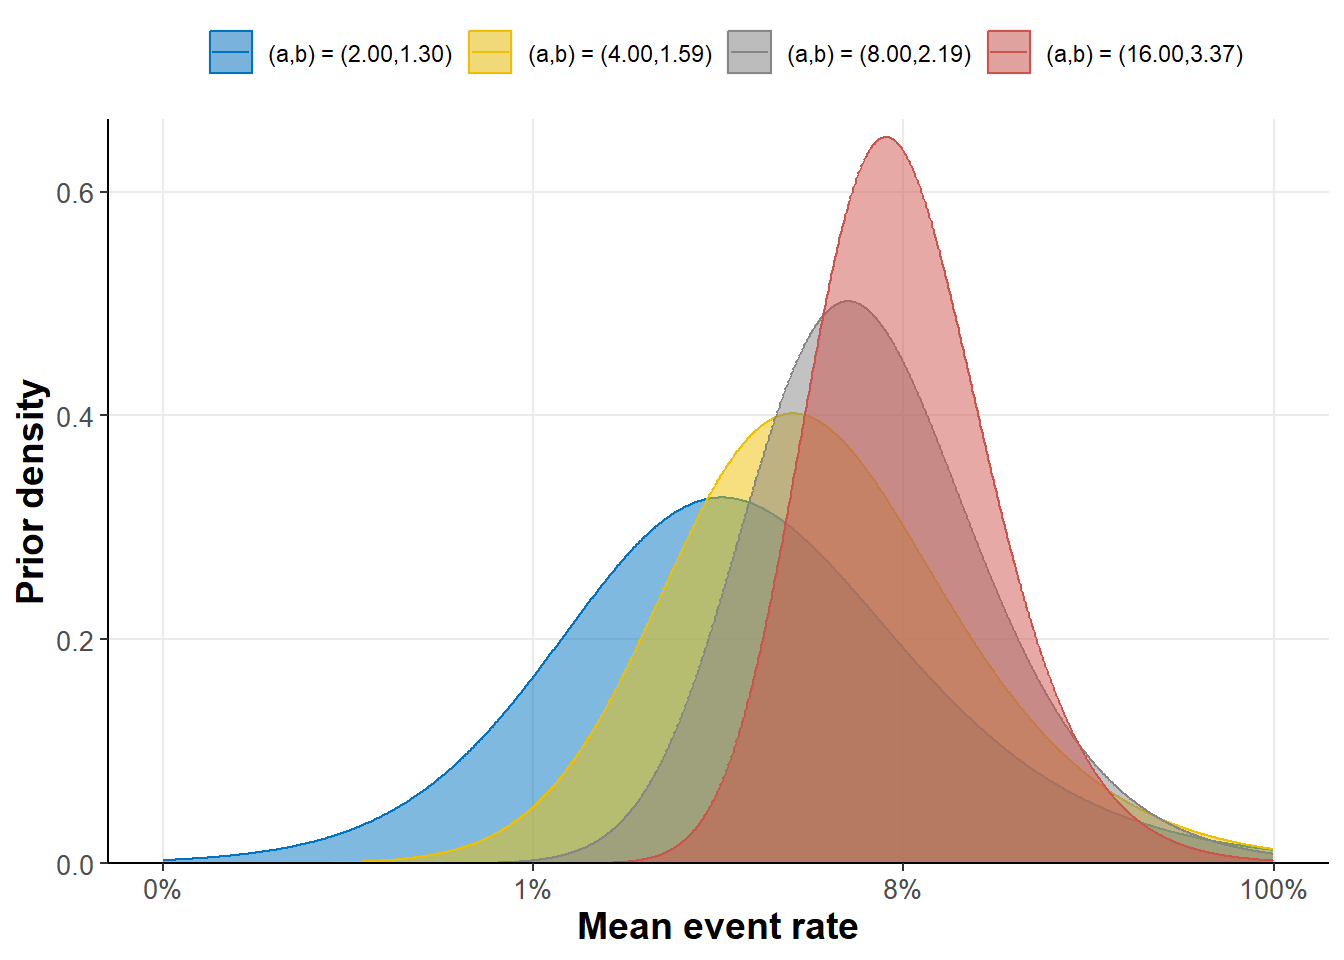 (a,b) = (2.00,1.30) (a,b) = (4.00,1.59) (a,b) = (8.00,2.19) (a,b) = (16.00,3.37)
Prior density
0.6
0.4
0.2
0.0
0% 1% 8% 100%
Mean event rate